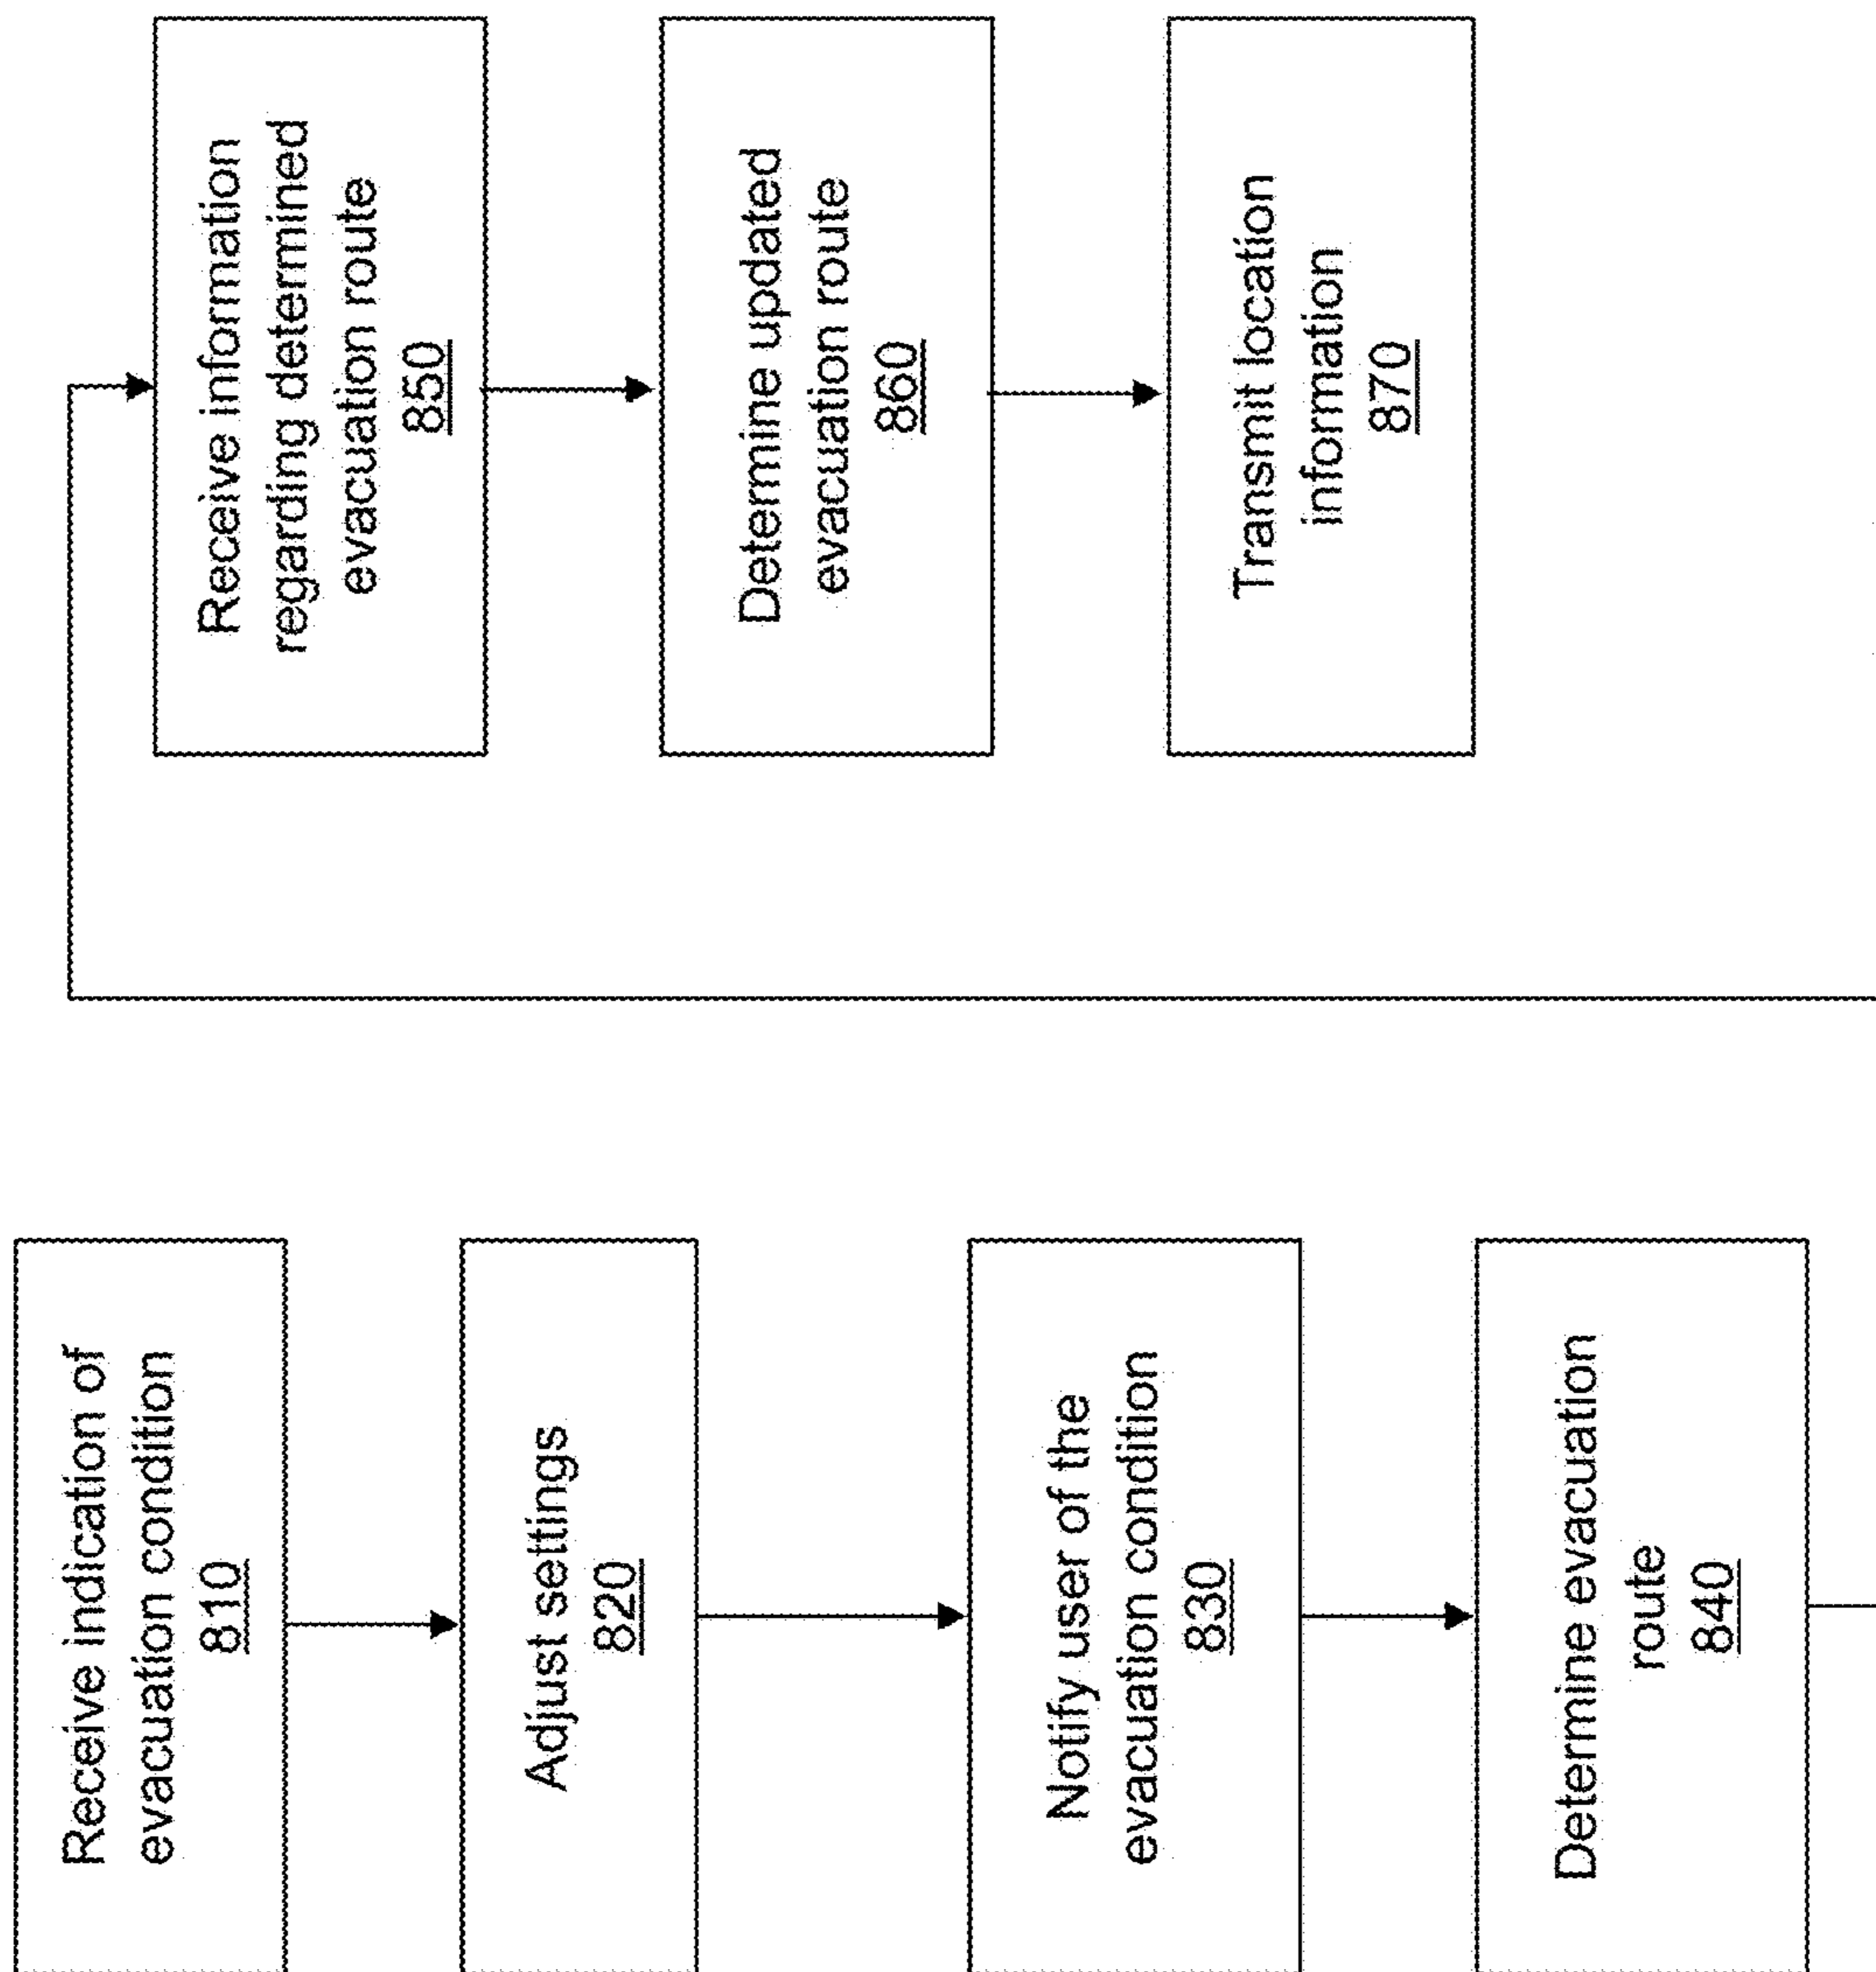 Receive indication of
evacuation condition
810
Adjust settings
820
Notify user of the
evacuation condition
830
Determine evacuation
route
840
Receive information
regarding determined
evacuation route
850
Determine updated
evacuation route
860
Transmit location
information
870